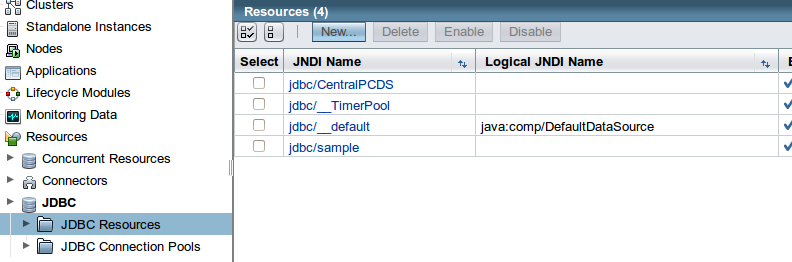 Clusters
Standalone Instances
Nodes
Applications
Lifecycle Modules
Monitoring Data
Resources
Concurrent Resources
Connectors
JDBC
JDBC Resources
JDBC Connection Pools
Resources (4)
New... Delete Enable Disable
Select JNDI Name Logical JNDI Name
jdbc/CentralPCDS
jdbc/__TimerPool
jdbc/__default java:comp/DefaultDataSource
jdbc/sample